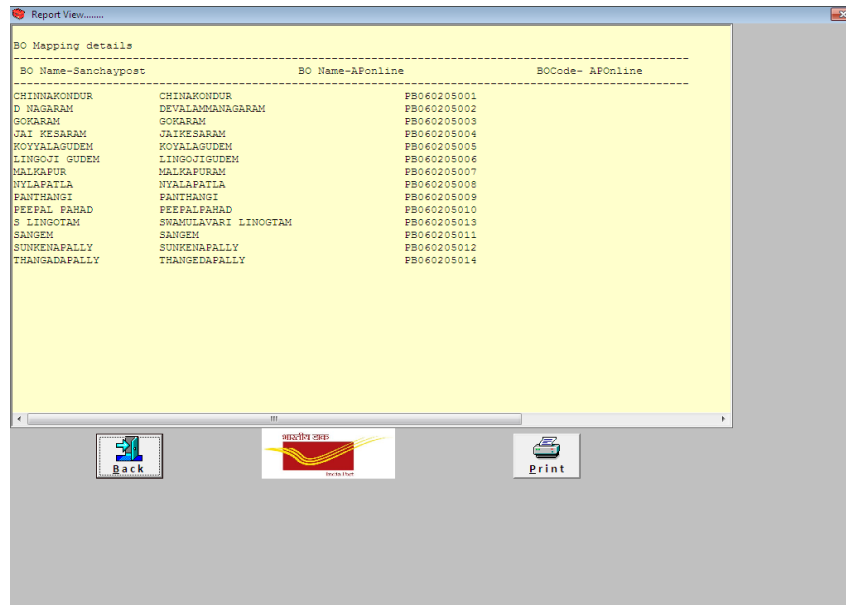 Report View........
BO Mapping details
BO Name-Sanchaypost BO Name-APonline BOCode- APOnline
CHINNAKONDUR CHINAKONDUR PB060205001
D NAGARAM DEVALAMMANAGARAM PB060205002
GOKARAM GOKARAM PB060205003
JAI KESARAM JAIKESARAM PB060205004
KOYYALAGUDEM KOYALAGUDEM PB060205005
LINGOJI GUDEM LINGOJIGUDEM PB060205006
MALKAPUR MALKAPURAM PB060205007
NYLAPATLA NYALAPATLA PB060205008
PANTHANGI PANTHANGI PB060205009
PEEPAL PAHAD PEEPALPAHAD PB060205010
S LINGOTAM SWAMULAVARI LINOGTAM PB060205013
SANGEM SANGEM PB060205011
SUNKENAPALLY SUNKENAPALLY PB060205012
THANGADAPALLY THANGEDAPALLY PB060205014
Back
भारतीय डाक
India Post
Print